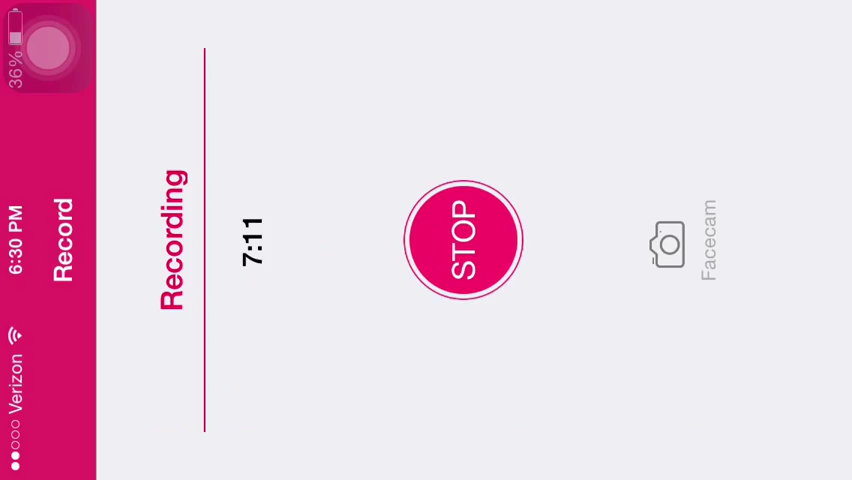 ●●○○○ Verizon 6:30 PM 36%
Record
Recording
7:11
STOP
Facecam